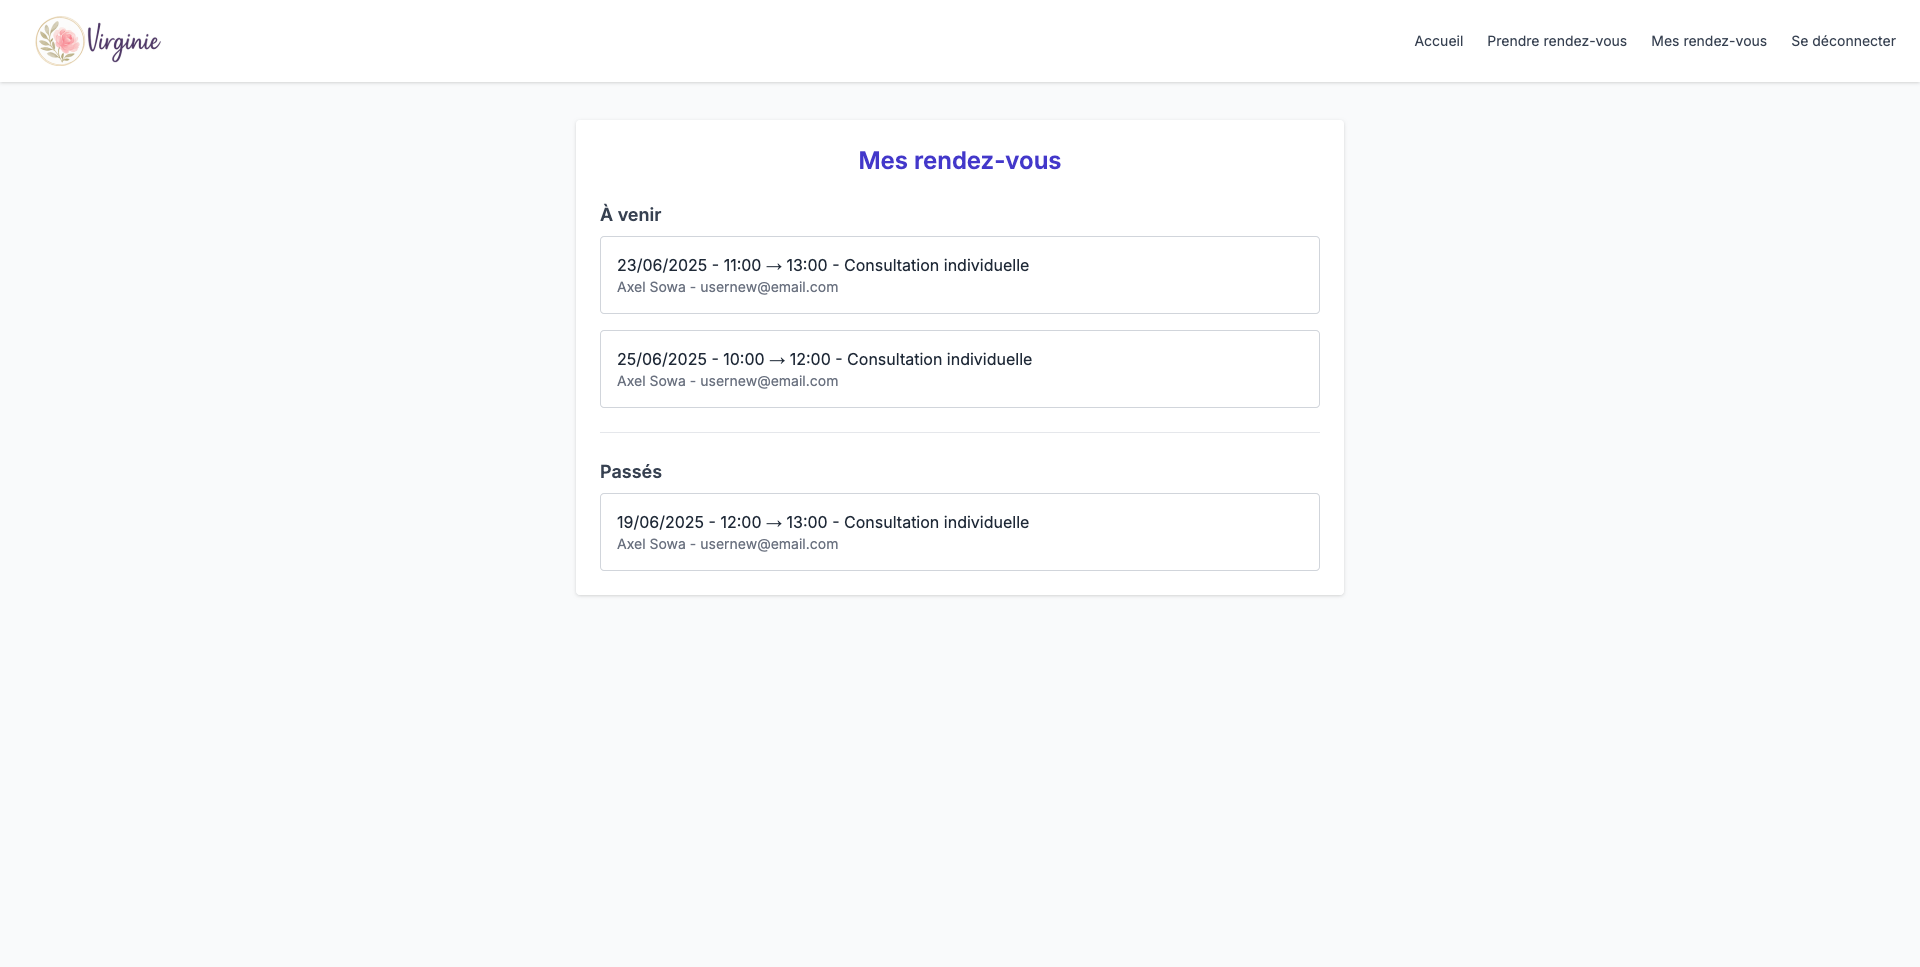 Virginie
Accueil Prendre rendez-vous Mes rendez-vous Se déconnecter
Mes rendez-vous
À venir
23/06/2025 - 11:00 → 13:00 - Consultation individuelle
Axel Sowa - usernew@email.com
25/06/2025 - 10:00 → 12:00 - Consultation individuelle
Axel Sowa - usernew@email.com
Passés
19/06/2025 - 12:00 → 13:00 - Consultation individuelle
Axel Sowa - usernew@email.com